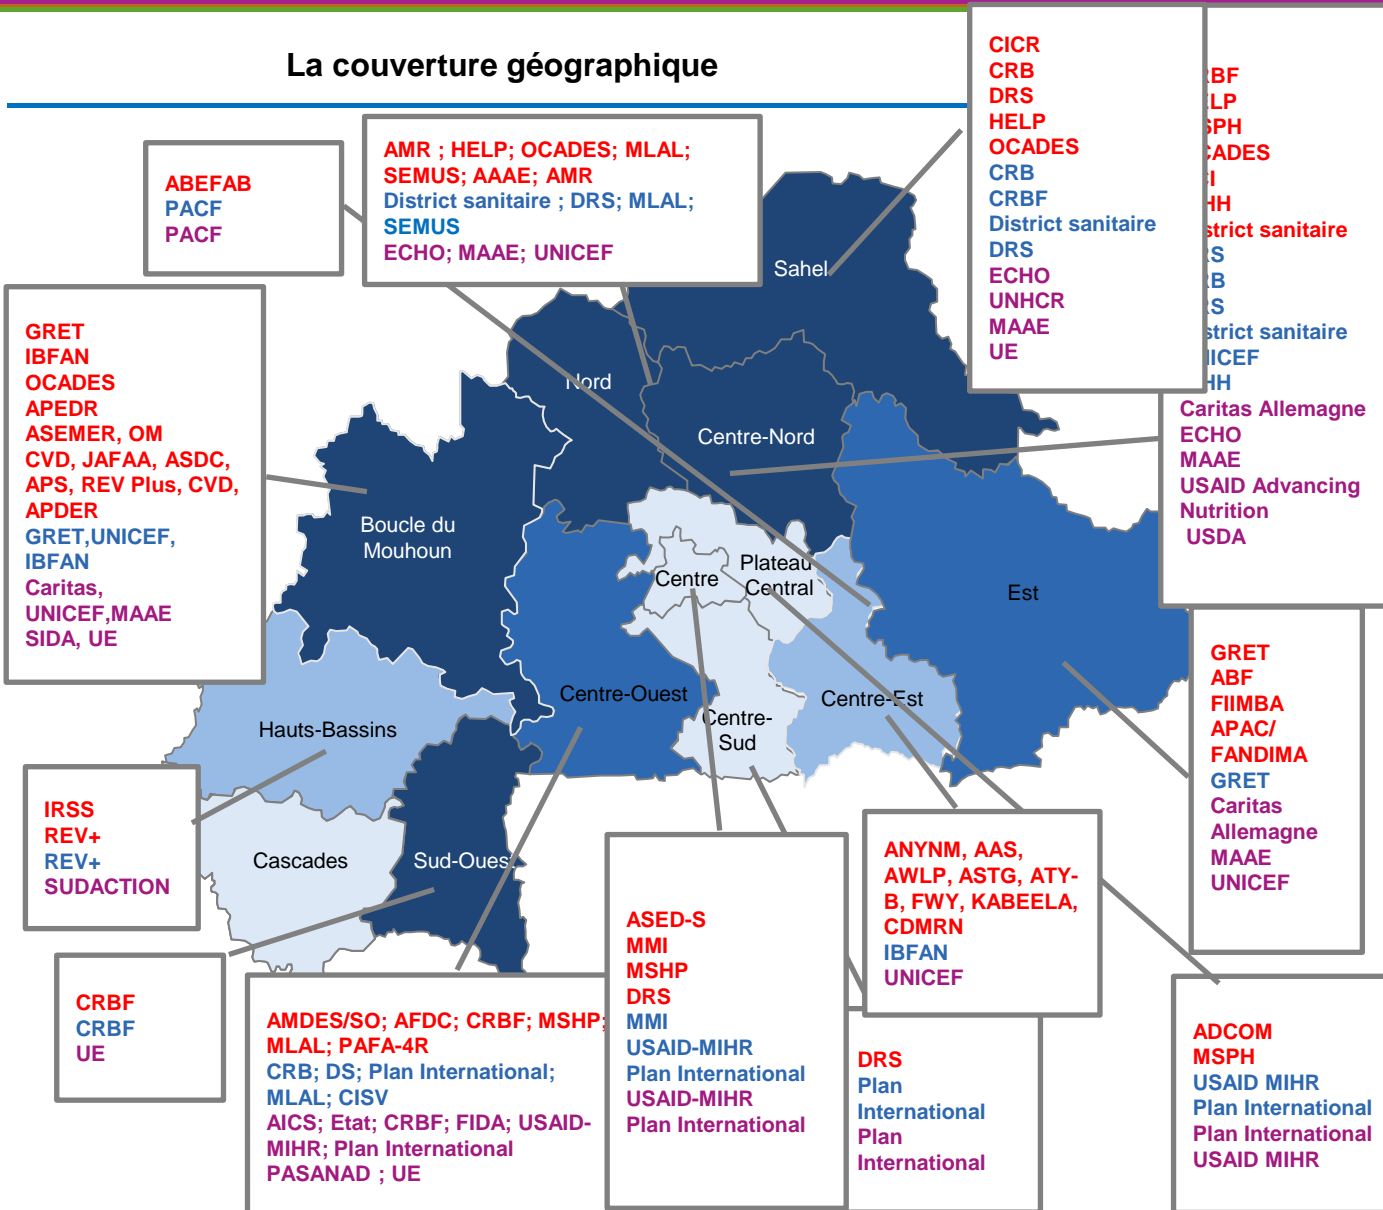 La couverture géographique
CICR
CRB
DRS
HELP
OCADES
CRB
CRBF
District sanitaire
DRS
ECHO
UNHCR
MAAE
UE
Caritas Allemagne
ECHO
MAAE
USAID Advancing
Nutrition
USDA
ABEFAB
PACF
PACF
AMR ; HELP; OCADES; MLAL;
SEMUS; AAAE; AMR
District sanitaire ; DRS; MLAL;
SEMUS
ECHO; MAAE; UNICEF
GRET
IBFAN
OCADES
APEDR
ASEMER, OM
CVD, JAFAA, ASDC,
APS, REV Plus, CVD,
APDER
GRET,UNICEF,
IBFAN
Caritas,
UNICEF,MAAE
SIDA, UE
Sahel
Nord
Centre-Nord
Boucle du
Mouhoun
Plateau
Central
Centre
Est
Centre-Ouest
Centre-
Sud
Centre-Est
Hauts-Bassins
Cascades
Sud-Ouest
GRET
ABF
FIIMBA
APAC/
FANDIMA
GRET
Caritas
Allemagne
MAAE
UNICEF
IRSS
REV+
REV+
SUDACTION
CRBF
CRBF
UE
AMDES/SO; AFDC; CRBF; MSHP;
MLAL; PAFA-4R
CRB; DS; Plan International;
MLAL; CISV
AICS; Etat; CRBF; FIDA; USAID-
MIHR; Plan International
PASANAD ; UE
ASED-S
MMI
MSHP
DRS
MMI
USAID-MIHR
Plan International
USAID-MIHR
Plan International
DRS
Plan
International
Plan
International
ANYNM, AAS,
AWLP, ASTG, ATY-
B, FWY, KABEELA,
CDMRN
IBFAN
UNICEF
ADCOM
MSPH
USAID MIHR
Plan International
Plan International
USAID MIHR